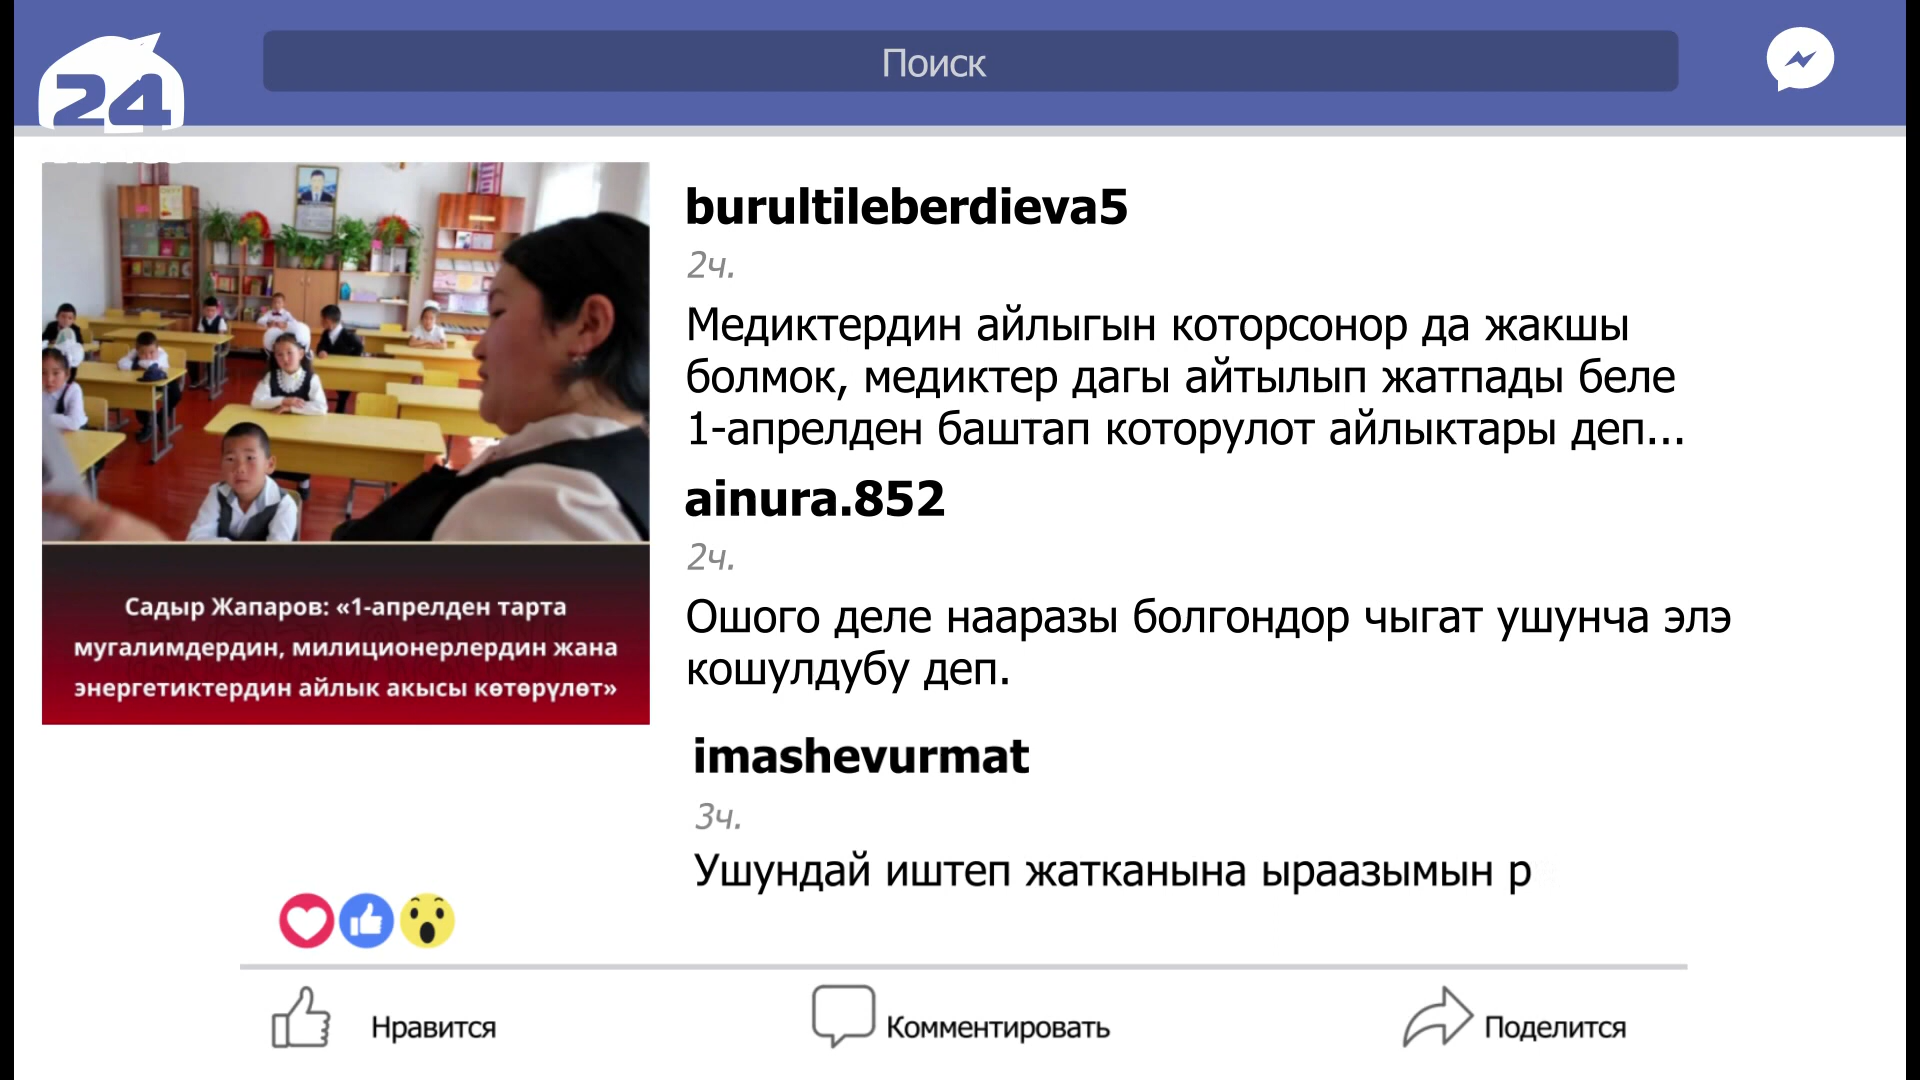 24
Поиск
burultileberdieva5
2ч.
Медиктердин айлыгын которсонор да жакшы
болмок, медиктер дагы айтылып жатпады беле
1-апрелден баштап которулот айлыктары деп...
ainura.852
2ч.
Ошого деле нааразы болгондор чыгат ушунча элэ
кошулдубу деп.
imashevurmat
3ч.
Ушундай иштеп жатканына ыраазымын р
Садыр Жапаров: «1-апрелден тарта
мугалимдердин, милиционерлердин жана
энергетиктердин айлык акысы көтөрүлөт»
Нравится
Комментировать
Поделится